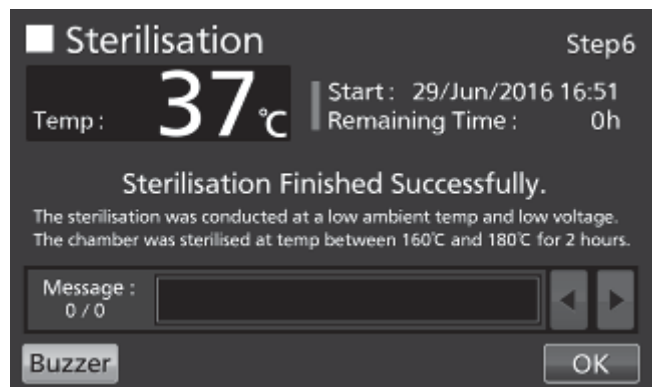 Sterilisation
Step6
Temp: 37℃
Start: 29/Jun/2016 16:51
Remaining Time: 0h
Sterilisation Finished Successfully.
The sterilisation was conducted at a low ambient temp and low voltage.
The chamber was sterilised at temp between 160℃ and 180℃ for 2 hours.
Message:
0 / 0
Buzzer
OK